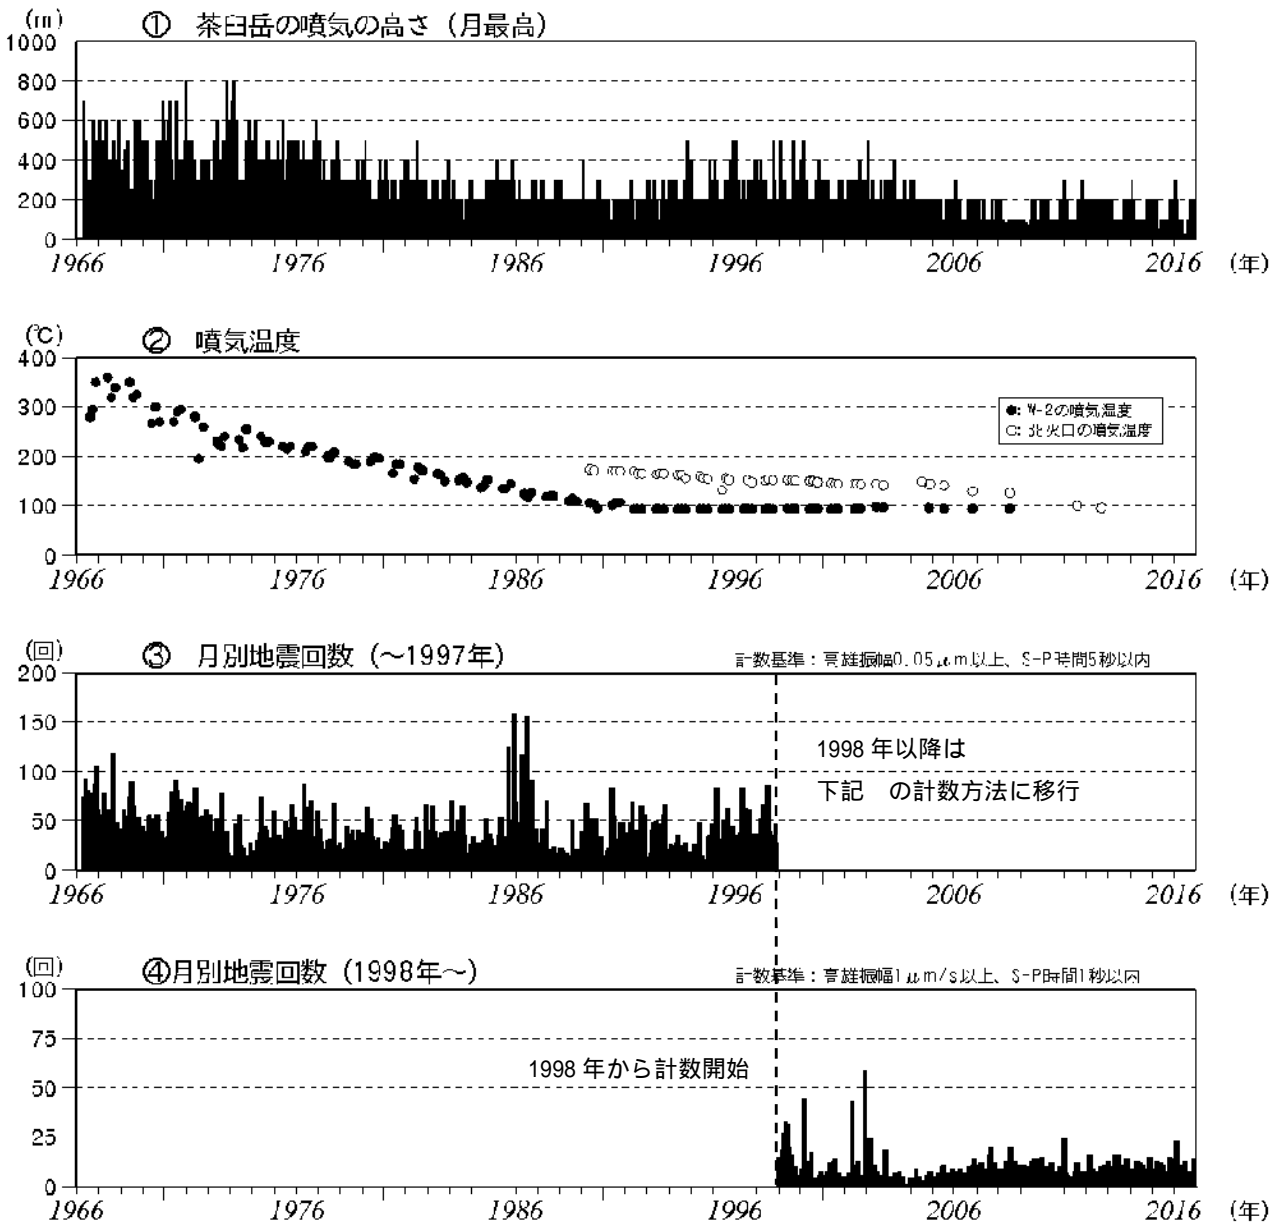 (m) ① 茶臼岳の噴気の高さ（月最高）
1000
800
600
400
200
0
1966 1976 1986 1996 2006 2016 (年)
(℃) ② 噴気温度
400
300
200
100
0
●: W-2の噴気温度
○: 北火口の噴気温度
1966 1976 1986 1996 2006 2016 (年)
(回) ③ 月別地震回数（～1997年） 計数基準：高雄振幅0.05μm以上、S-P時間5秒以内
200
150
100
50
0
1998 年以降は
下記　の計数方法に移行
1966 1976 1986 1996 2006 2016 (年)
(回) ④月別地震回数（1998年～） 計数基準：高雄振幅1μm/s以上、S-P時間1秒以内
100
75
50
25
0
1998 年から計数開始
1966 1976 1986 1996 2006 2016 (年)